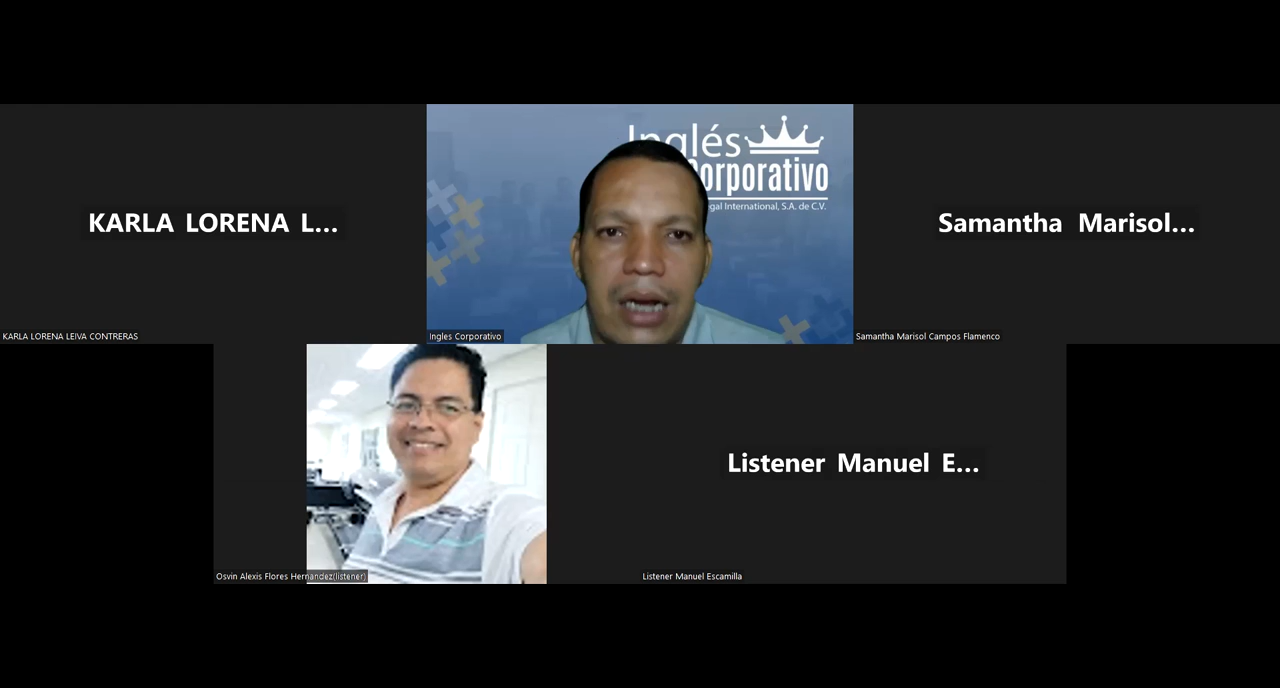 KARLA LORENA L...
KARLA LORENA LEIVA CONTRERAS
Inglés
Corporativo
gal International, S.A. de C.V.
Ingles Corporativo
Samantha Marisol...
Samantha Marisol Campos Flamenco
Osvin Alexis Flores Hernandez(listener)
Listener Manuel E...
Listener Manuel Escamilla